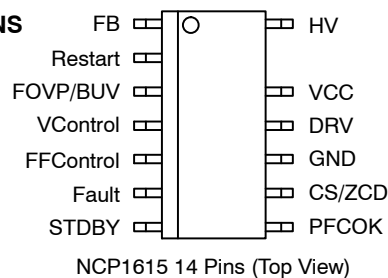 NS
FB HV
Restart
FOVP/BUV VCC
VControl DRV
FFControl GND
Fault CS/ZCD
STDBY PFCOK
NCP1615 14 Pins (Top View)